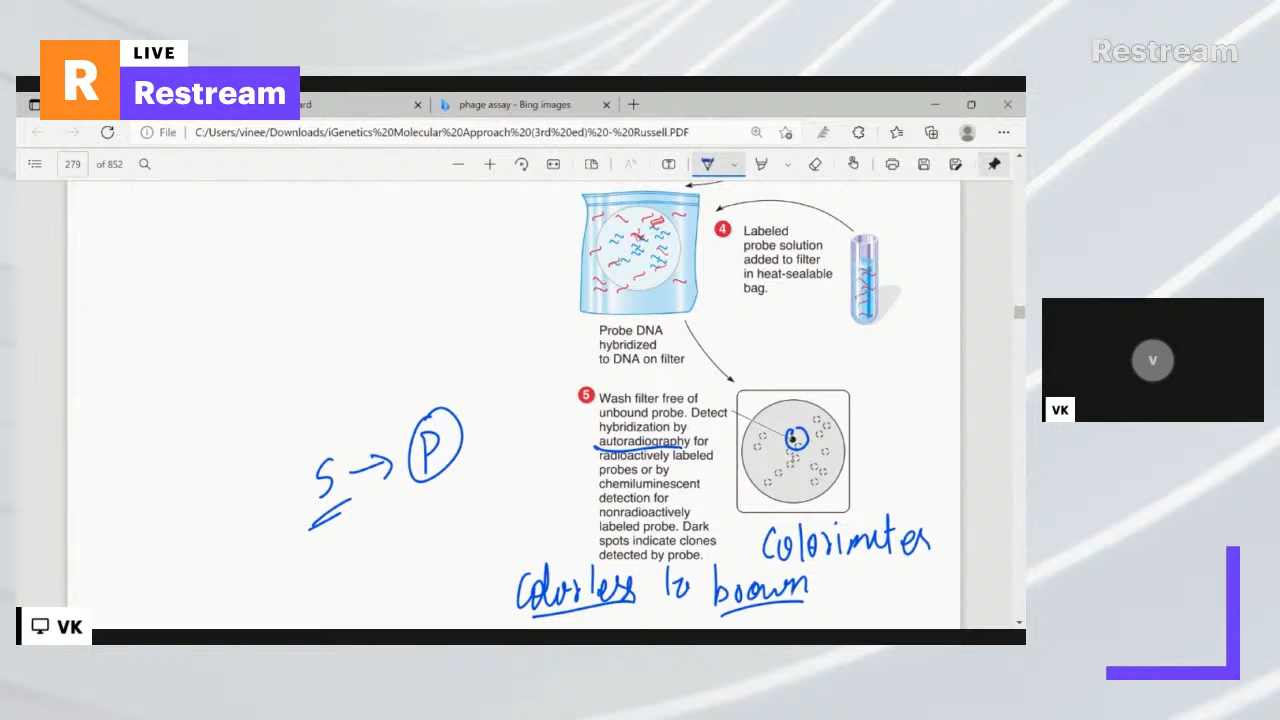 R
LIVE
Restream
Restream
ard
phage assay - Bing images
File
C:/Users/vinee/Downloads/iGenetics%20Molecular%20Approach%20(3rd%20ed)%20-%20Russell.PDF
279
of 852
4
Labeled
probe solution
added to filter
in heat-sealable
bag.
Probe DNA
hybridized
to DNA on filter
5
Wash filter free of
unbound probe. Detect
hybridization by
autoradiography for
radioactively labeled
probes or by
chemiluminescent
detection for
nonradioactively
labeled probe. Dark
spots indicate clones
detected by probe.
S → P
Colorimeter
Colorless to brown
V
VK
VK